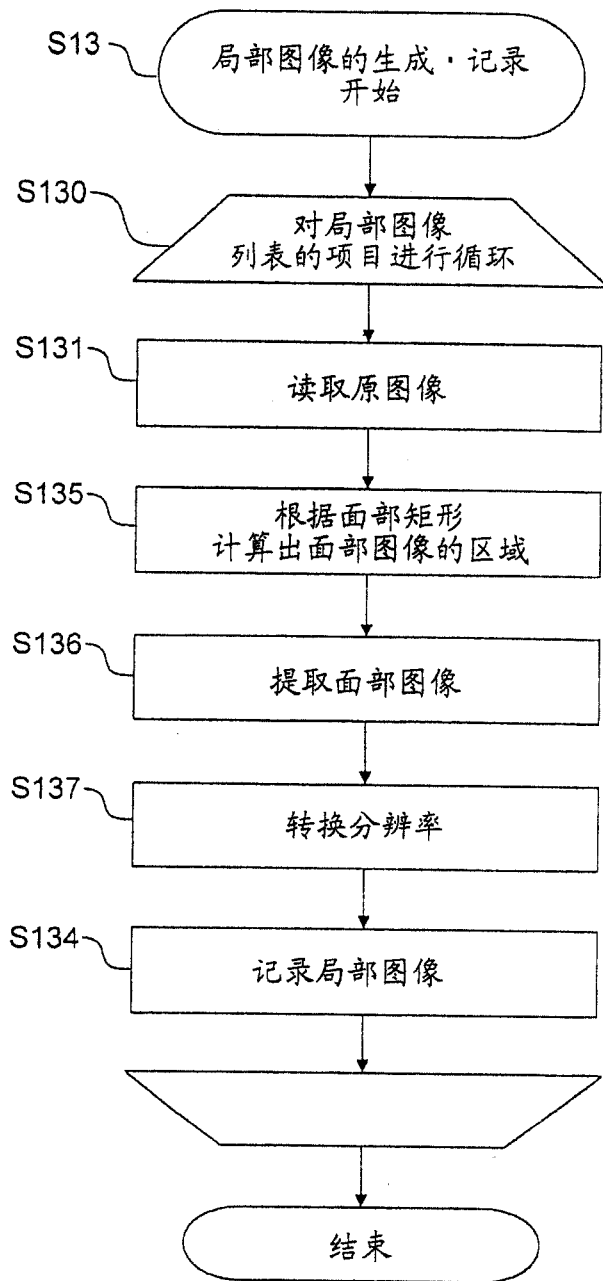 S13
局部图像的生成·记录
开始
S130
对局部图像
列表的项目进行循环
S131
读取原图像
S135
根据面部矩形
计算出面部图像的区域
S136
提取面部图像
S137
转换分辨率
S134
记录局部图像
结束